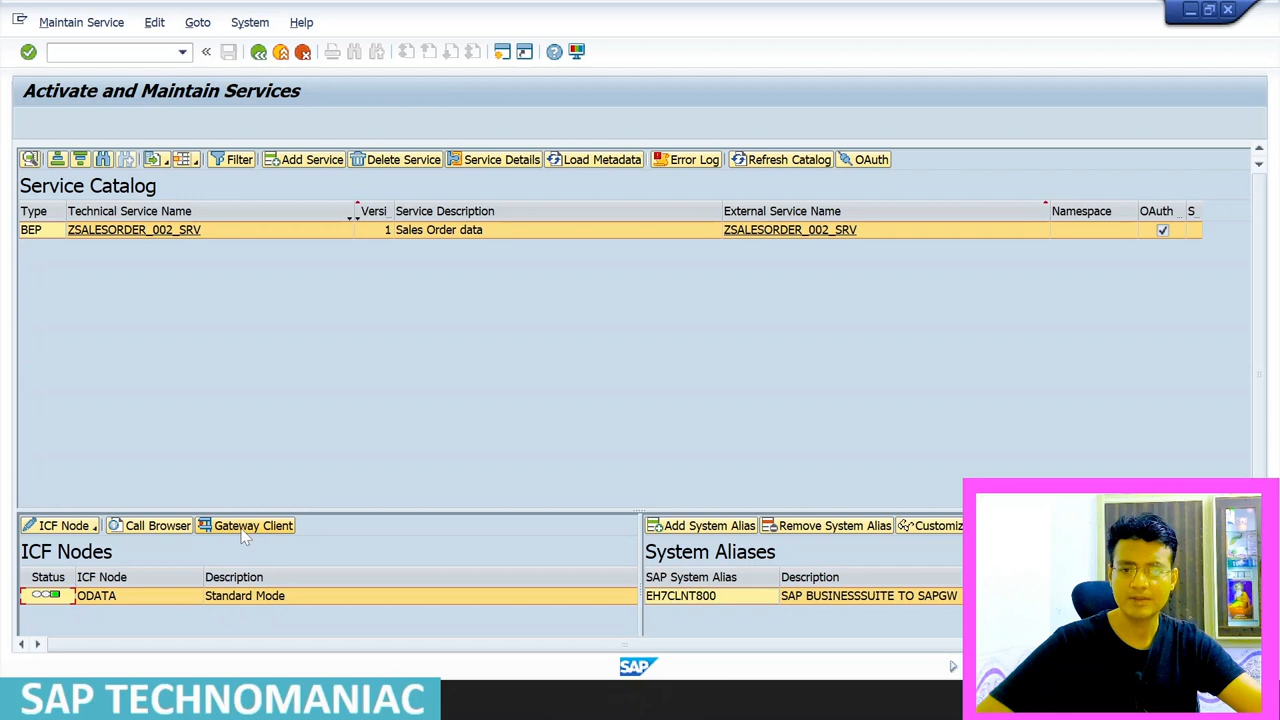 Maintain Service Edit Goto System Help
Activate and Maintain Services
Filter Add Service Delete Service Service Details Load Metadata Error Log Refresh Catalog OAuth
Service Catalog
Type Technical Service Name Versi Service Description External Service Name Namespace OAuth S
BEP ZSALESORDER_002_SRV 1 Sales Order data ZSALESORDER_002_SRV
ICF Node Call Browser Gateway Client Add System Alias Remove System Alias Customiz
ICF Nodes System Aliases
Status ICF Node Description SAP System Alias Description
ODATA Standard Mode EH7CLNT800 SAP BUSINESSSUITE TO SAPGW
SAP
SAP TECHNOMANIAC